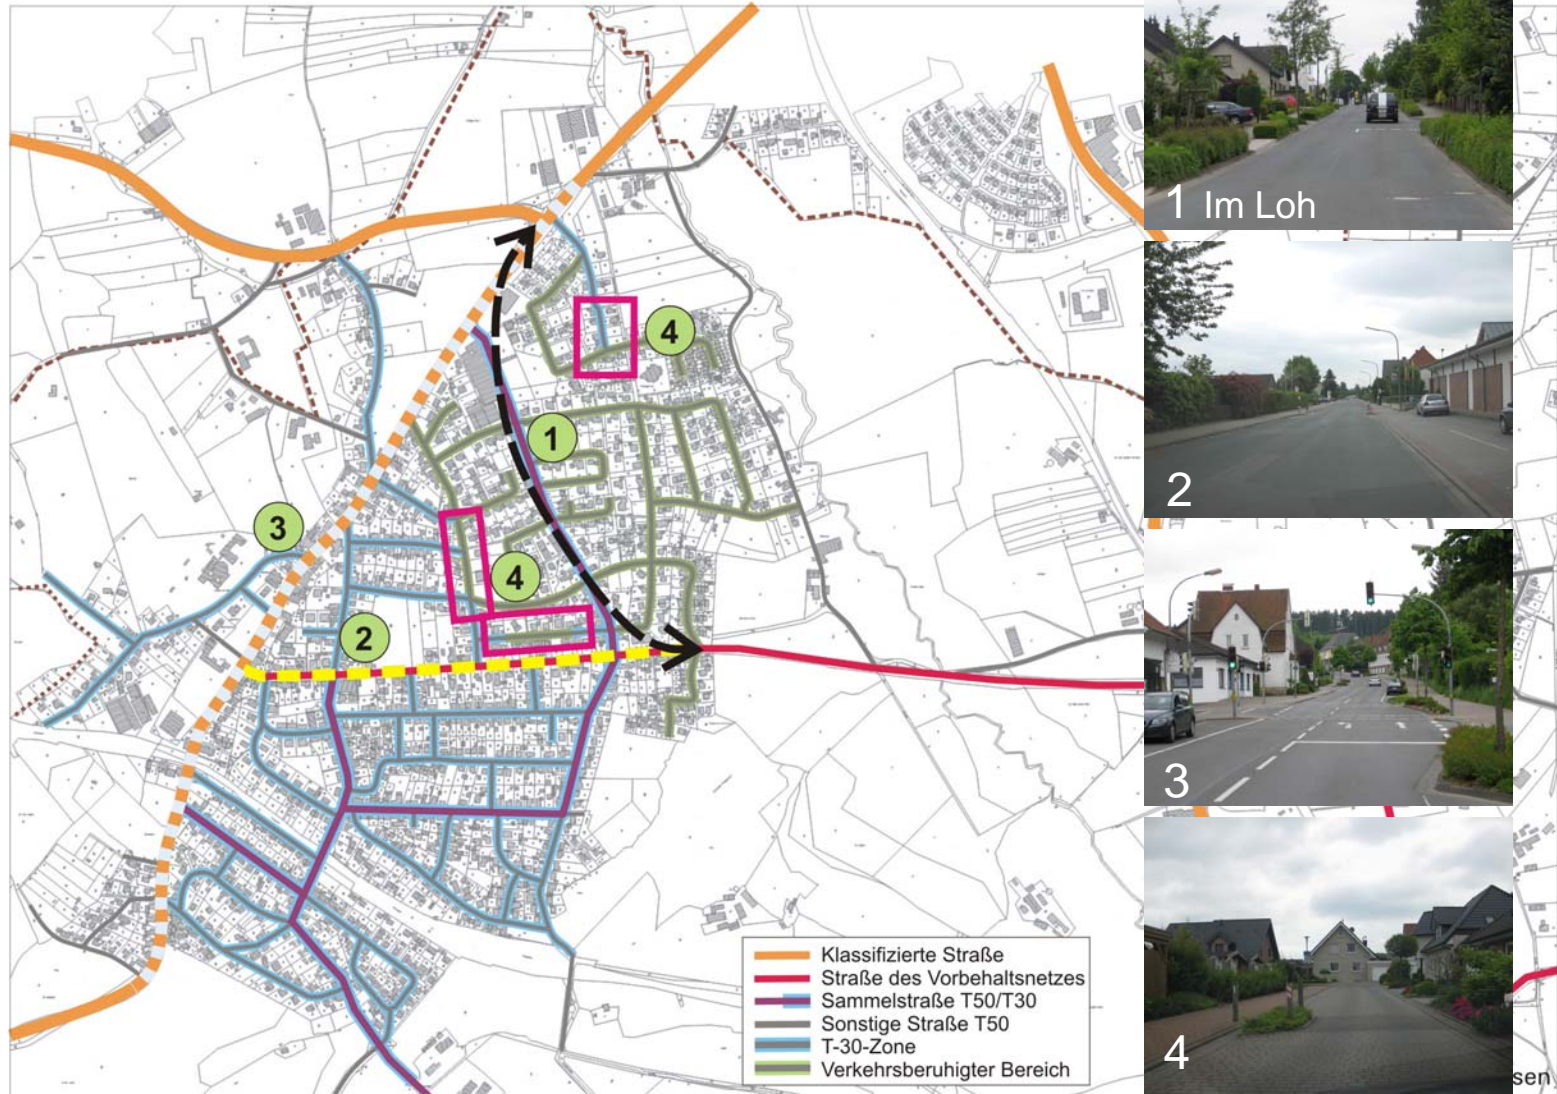 4
1
3
4
2
Klassifizierte Straße
Straße des Vorbehaltsnetzes
Sammelstraße T50/T30
Sonstige Straße T50
T-30-Zone
Verkehrsberuhigter Bereich
1 Im Loh
2
3
4
sen